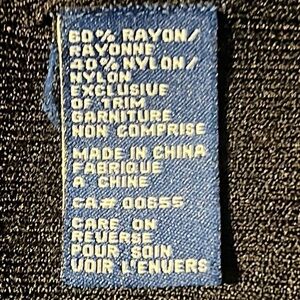 60% RAYON/
RAYONNE
40% NYLON/
NYLON
EXCLUSIVE
OF TRIM
GARNITURE
NON COMPRISE
MADE IN CHINA
FABRIQUE
A CHINE
CA# 00655
CARE ON
REVERSE
POUR SOIN
VOIR L'ENVERS